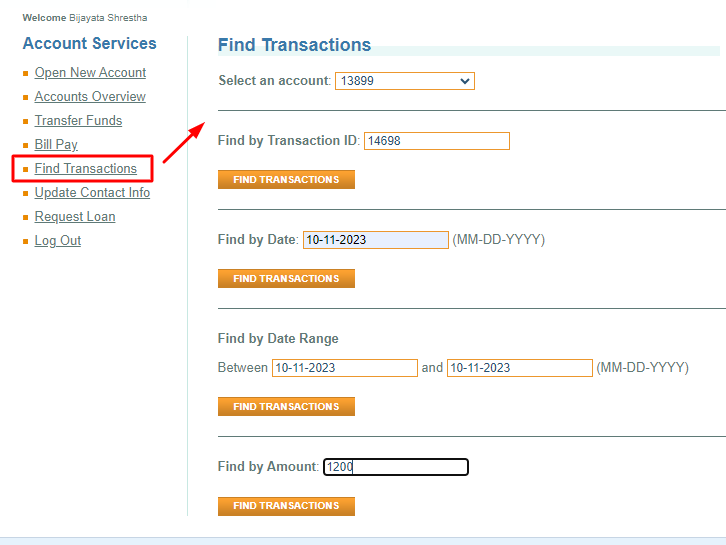 Welcome Bijayata Shrestha
Account Services
Open New Account
Accounts Overview
Transfer Funds
Bill Pay
Find Transactions
Update Contact Info
Request Loan
Log Out
Find Transactions
Select an account: 13899
Find by Transaction ID: 14698
FIND TRANSACTIONS
Find by Date: 10-11-2023 (MM-DD-YYYY)
FIND TRANSACTIONS
Find by Date Range
Between 10-11-2023 and 10-11-2023 (MM-DD-YYYY)
FIND TRANSACTIONS
Find by Amount: 1200
FIND TRANSACTIONS